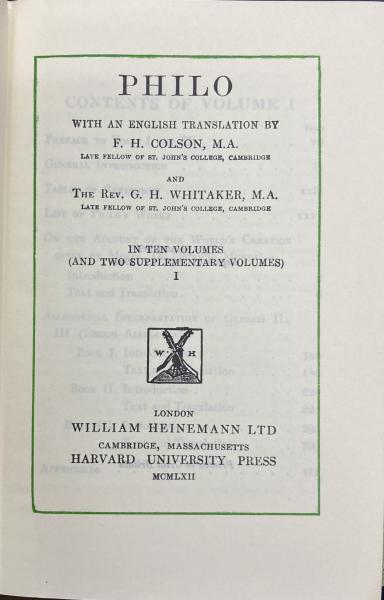 PHILO
WITH AN ENGLISH TRANSLATION BY
F. H. COLSON, M.A.
LATE FELLOW OF ST. JOHN'S COLLEGE, CAMBRIDGE
AND
THE REV. G. H. WHITAKER, M.A.
LATE FELLOW OF ST. JOHN'S COLLEGE, CAMBRIDGE
IN TEN VOLUMES
(AND TWO SUPPLEMENTARY VOLUMES)
I
W H
LONDON
WILLIAM HEINEMANN LTD
CAMBRIDGE, MASSACHUSETTS
HARVARD UNIVERSITY PRESS
MCMLXII